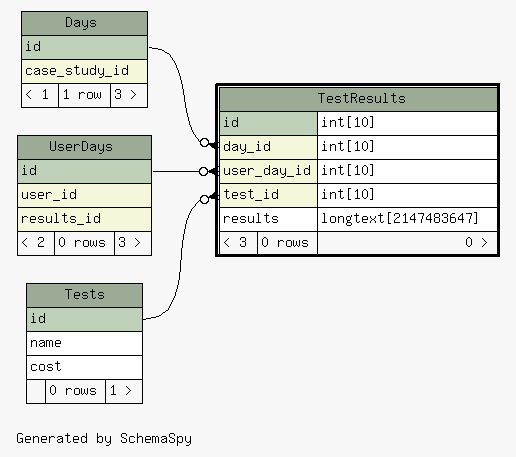 Days
id
case_study_id
< 1 1 row 3 >
UserDays
id
user_id
results_id
< 2 0 rows 3 >
Tests
id
name
cost
0 rows 1 >
TestResults
id int[10]
day_id int[10]
user_day_id int[10]
test_id int[10]
results longtext[2147483647]
< 3 0 rows 0 >
Generated by SchemaSpy